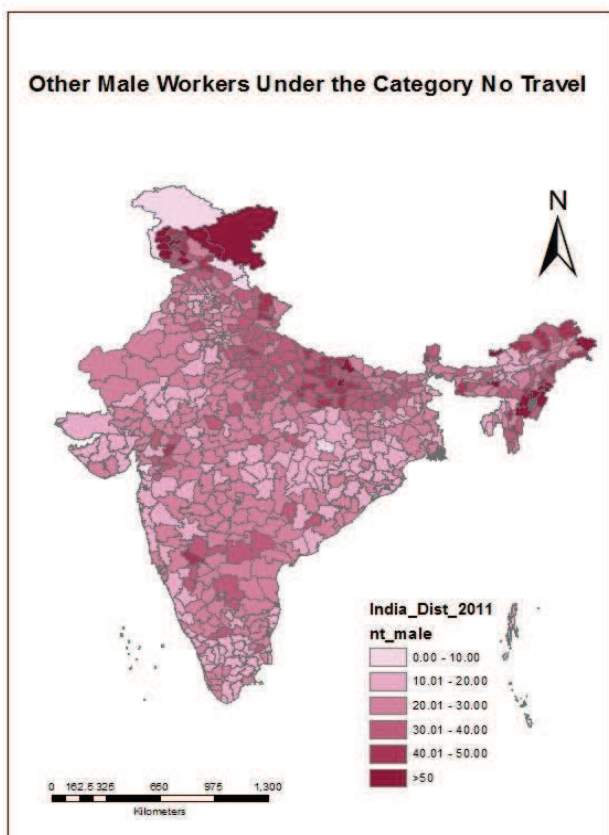 Other Male Workers Under the Category No Travel
N
India_Dist_2011
nt_male
0.00 - 10.00
10.01 - 20.00
20.01 - 30.00
30.01 - 40.00
40.01 - 50.00
>50
0 162.5 325 650 975 1,300
Kilometers